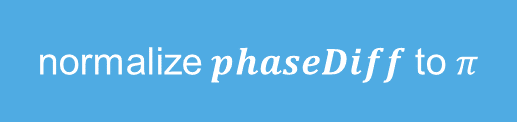 normalize phaseDiff to π